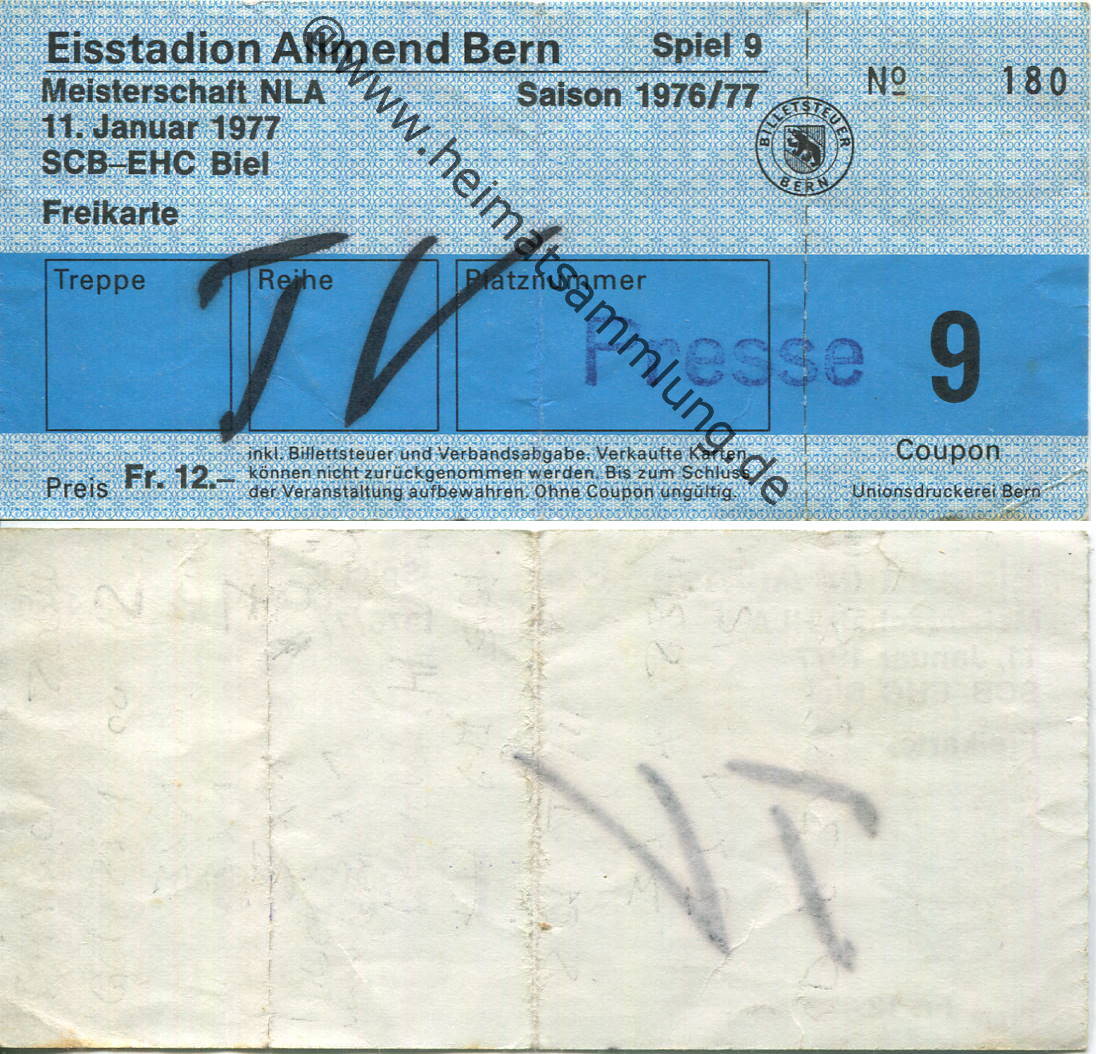 Eisstadion Allmend Bern
Spiel 9
Meisterschaft NLA
Saison 1976/77
11. Januar 1977
SCB–EHC Biel
Freikarte
Nº 180
BILLETSTEUER BERN
Treppe
Reihe
Platznummer
TV
Presse
9
Coupon
Preis Fr. 12.–
inkl. Billettsteuer und Verbandsabgabe. Verkaufte Karten
können nicht zurückgenommen werden. Bis zum Schluss
der Veranstaltung aufbewahren. Ohne Coupon ungültig.
Unionsdruckerei Bern
@www.heimatsammlung.de